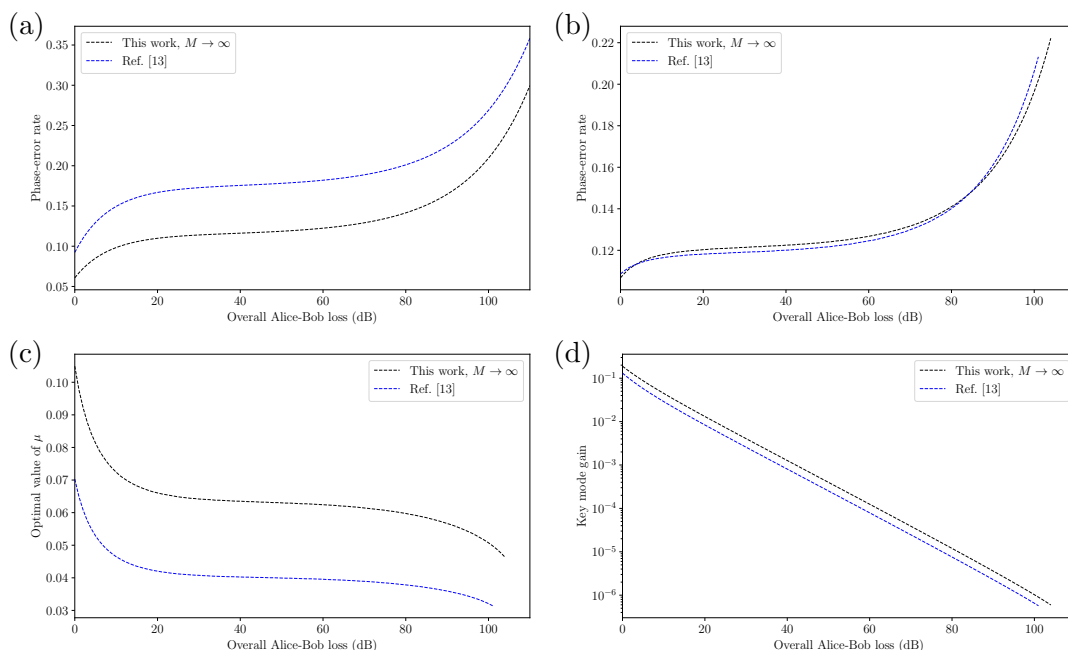 (a)
This work, M → ∞
Ref. [13]
Phase-error rate
0.35
0.30
0.25
0.20
0.15
0.10
0.05
0 20 40 60 80 100
Overall Alice-Bob loss (dB)
(b)
This work, M → ∞
Ref. [13]
Phase-error rate
0.22
0.20
0.18
0.16
0.14
0.12
0 20 40 60 80 100
Overall Alice-Bob loss (dB)
(c)
This work, M → ∞
Ref. [13]
Optimal value of μ
0.10
0.09
0.08
0.07
0.06
0.05
0.04
0.03
0 20 40 60 80 100
Overall Alice-Bob loss (dB)
(d)
This work, M → ∞
Ref. [13]
Key mode gain
10⁻¹
10⁻²
10⁻³
10⁻⁴
10⁻⁵
10⁻⁶
0 20 40 60 80 100
Overall Alice-Bob loss (dB)